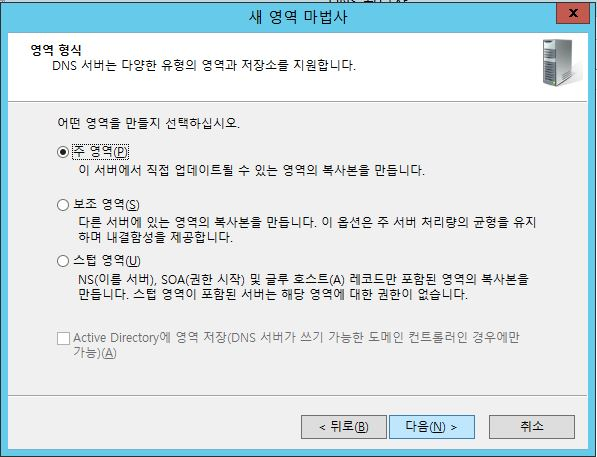 새 영역 마법사
x
영역 형식
DNS 서버는 다양한 유형의 영역과 저장소를 지원합니다.
어떤 영역을 만들지 선택하십시오.
주 영역(P)
이 서버에서 직접 업데이트될 수 있는 영역의 복사본을 만듭니다.
보조 영역(S)
다른 서버에 있는 영역의 복사본을 만듭니다. 이 옵션은 주 서버 처리량의 균형을 유지
하며 내결함성을 제공합니다.
스텁 영역(U)
NS(이름 서버), SOA(권한 시작) 및 글루 호스트(A) 레코드만 포함된 영역의 복사본을
만듭니다. 스텁 영역이 포함된 서버는 해당 영역에 대한 권한이 없습니다.
Active Directory에 영역 저장(DNS 서버가 쓰기 가능한 도메인 컨트롤러인 경우에만
가능)(A)
< 뒤로(B) 다음(N) > 취소